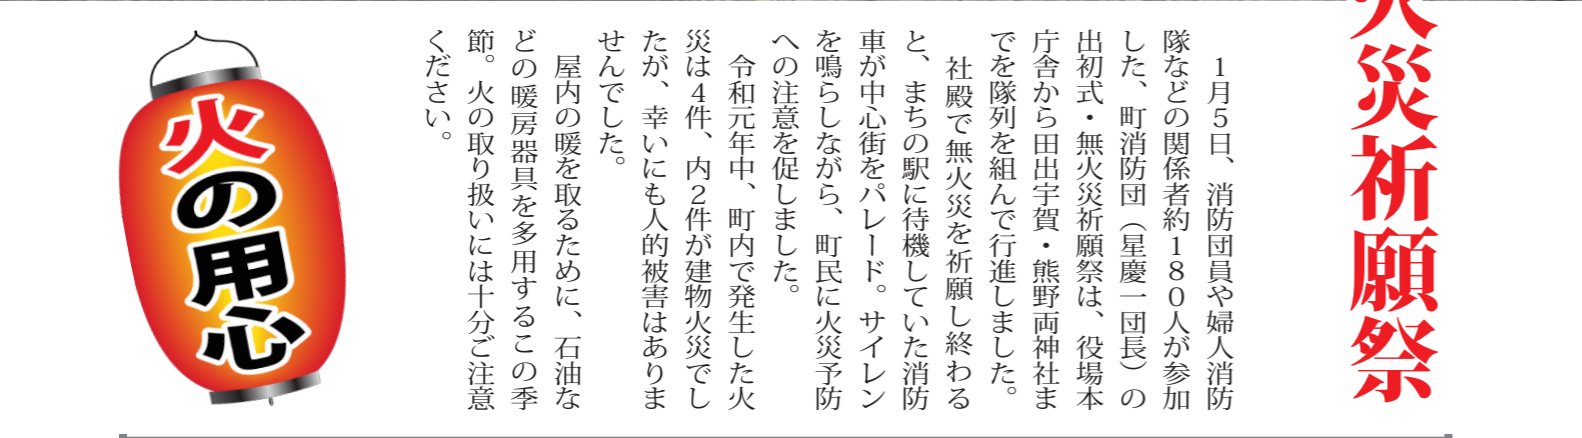 火災祈願祭
　１月５日、消防団員や婦人消防
隊などの関係者約１８０人が参加
した、町消防団（星慶一団長）の
出初式・無火災祈願祭は、役場本
庁舎から田出宇賀・熊野両神社ま
でを隊列を組んで行進しました。
　社殿で無火災を祈願し終わる
と、まちの駅に待機していた消防
車が中心街をパレード。サイレン
を鳴らしながら、町民に火災予防
への注意を促しました。
　令和元年中、町内で発生した火
災は４件、内２件が建物火災でし
たが、幸いにも人的被害はありま
せんでした。
　屋内の暖を取るために、石油な
どの暖房器具を多用するこの季
節。火の取り扱いには十分ご注意
ください。
火の用心